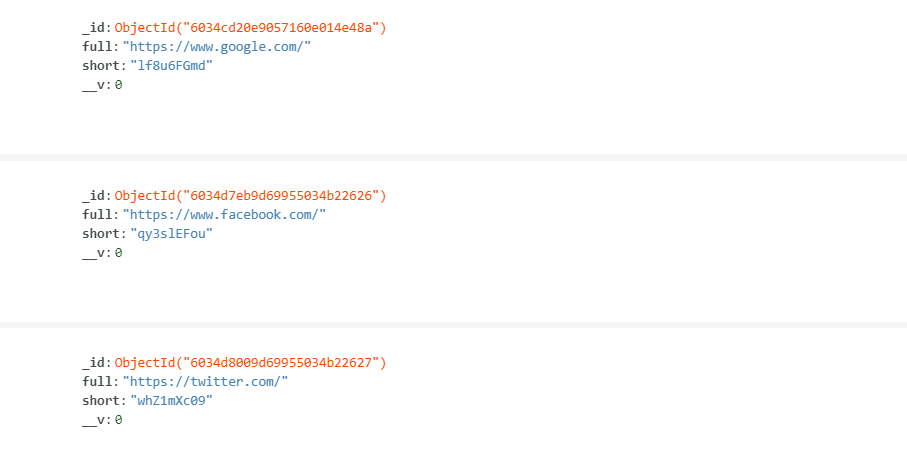 _id: ObjectId("6034cd20e9057160e014e48a")
full: "https://www.google.com/"
short: "lf8u6FGmd"
__v: 0
_id: ObjectId("6034d7eb9d69955034b22626")
full: "https://www.facebook.com/"
short: "qy3slEFou"
__v: 0
_id: ObjectId("6034d8009d69955034b22627")
full: "https://twitter.com/"
short: "whZ1mXc09"
__v: 0